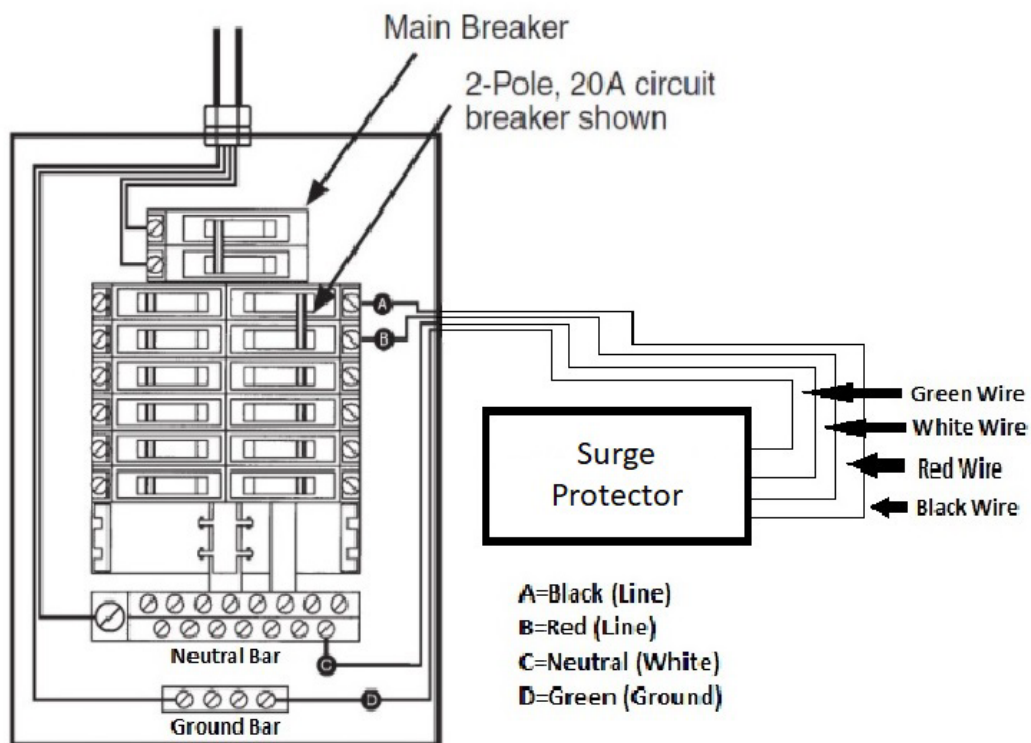 Main Breaker
2-Pole, 20A circuit
breaker shown
A
B
Green Wire
White Wire
Red Wire
Black Wire
Surge
Protector
A=Black (Line)
B=Red (Line)
C=Neutral (White)
D=Green (Ground)
Neutral Bar
C
D
Ground Bar